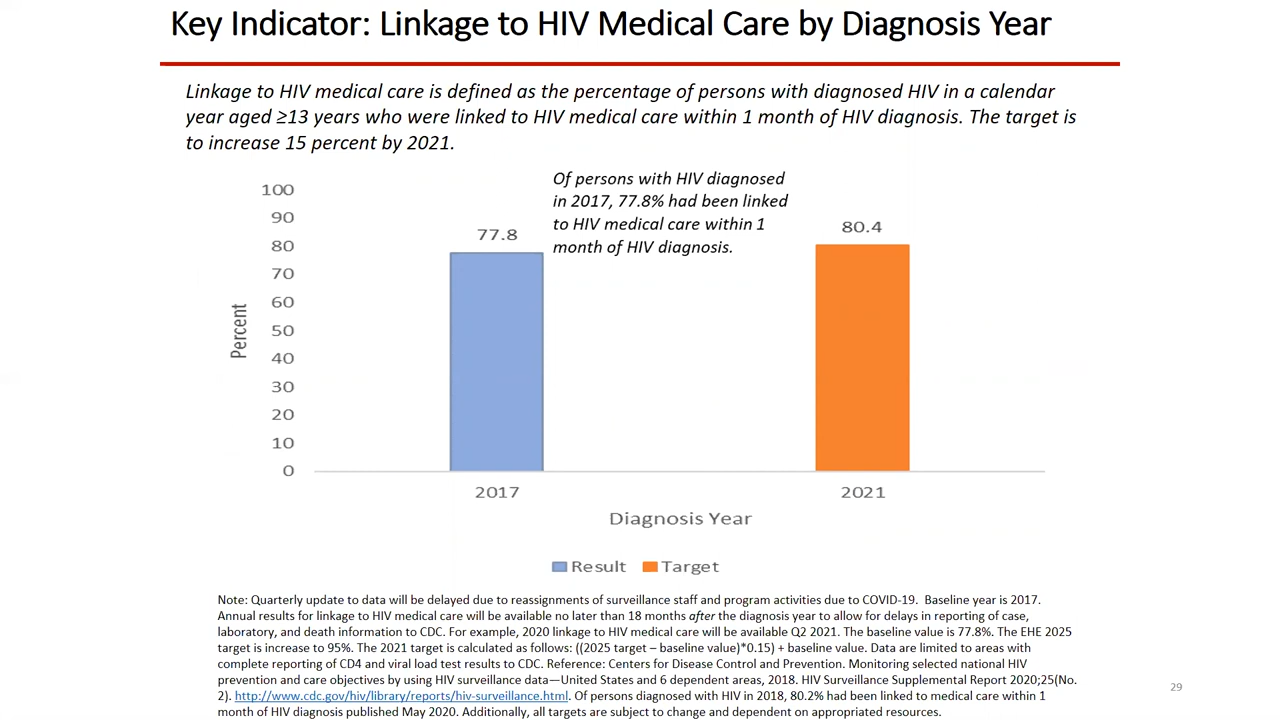 Key Indicator: Linkage to HIV Medical Care by Diagnosis Year
Linkage to HIV medical care is defined as the percentage of persons with diagnosed HIV in a calendar
year aged ≥13 years who were linked to HIV medical care within 1 month of HIV diagnosis. The target is
to increase 15 percent by 2021.
Of persons with HIV diagnosed
in 2017, 77.8% had been linked
to HIV medical care within 1
month of HIV diagnosis.
100
90
80
70
60
50
40
30
20
10
0
Percent
77.8
80.4
2017
2021
Diagnosis Year
Result
Target
Note: Quarterly update to data will be delayed due to reassignments of surveillance staff and program activities due to COVID-19.  Baseline year is 2017.
Annual results for linkage to HIV medical care will be available no later than 18 months after the diagnosis year to allow for delays in reporting of case,
laboratory, and death information to CDC. For example, 2020 linkage to HIV medical care will be available Q2 2021. The baseline value is 77.8%. The EHE 2025
target is increase to 95%. The 2021 target is calculated as follows: ((2025 target – baseline value)*0.15) + baseline value. Data are limited to areas with
complete reporting of CD4 and viral load test results to CDC. Reference: Centers for Disease Control and Prevention. Monitoring selected national HIV
prevention and care objectives by using HIV surveillance data—United States and 6 dependent areas, 2018. HIV Surveillance Supplemental Report 2020;25(No.
2). http://www.cdc.gov/hiv/library/reports/hiv-surveillance.html. Of persons diagnosed with HIV in 2018, 80.2% had been linked to medical care within 1
month of HIV diagnosis published May 2020. Additionally, all targets are subject to change and dependent on appropriated resources.
29